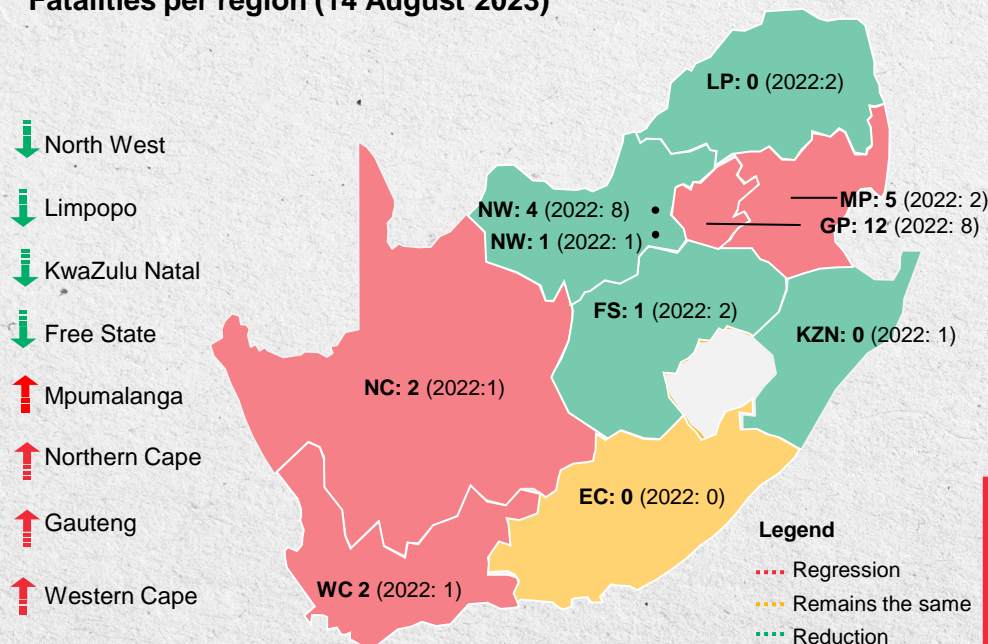 Fatalities per region (14 August 2023)
North West
Limpopo
KwaZulu Natal
Free State
Mpumalanga
Northern Cape
Gauteng
Western Cape
LP: 0 (2022:2)
MP: 5 (2022: 2)
GP: 12 (2022: 8)
NW: 4 (2022: 8)
NW: 1 (2022: 1)
FS: 1 (2022: 2)
KZN: 0 (2022: 1)
NC: 2 (2022:1)
EC: 0 (2022: 0)
WC 2 (2022: 1)
Legend
Regression
Remains the same
Reduction